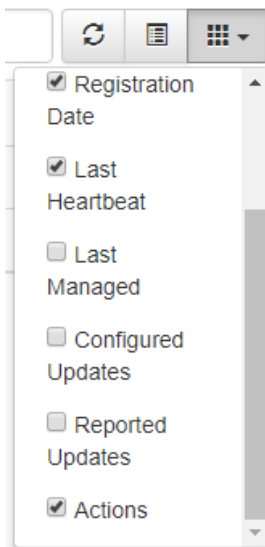 Registration
Date
Last
Heartbeat
Last
Managed
Configured
Updates
Reported
Updates
Actions